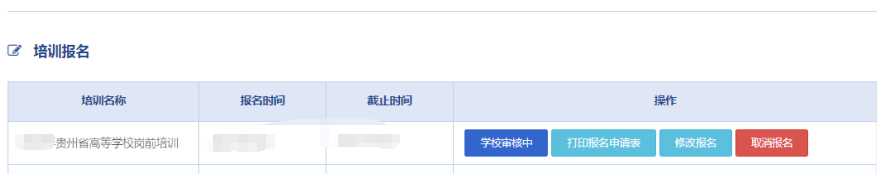 培训报名
培训名称 报名时间 截止时间 操作
贵州省高等学校岗前培训 学校审核中 打印报名申请表 修改报名 取消报名